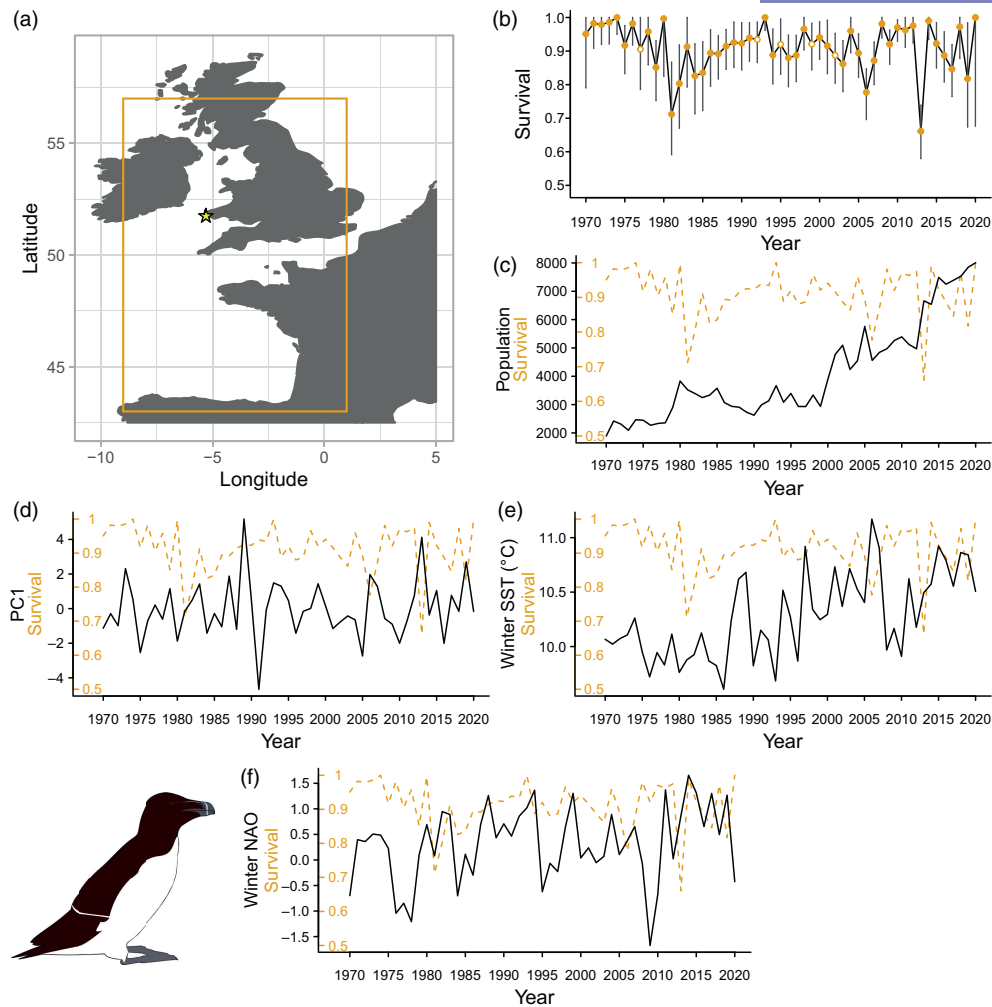 (a)
55
50
45
Latitude
−10
−5
0
5
Longitude
(b)
1.0
0.9
0.8
0.7
0.6
0.5
Survival
1970 1975 1980 1985 1990 1995 2000 2005 2010 2015 2020
Year
(c)
8000
7000
6000
5000
4000
3000
2000
1
0.9
0.8
0.7
0.6
0.5
Population
Survival
1970 1975 1980 1985 1990 1995 2000 2005 2010 2015 2020
Year
(d)
4
2
0
−2
−4
1
0.9
0.8
0.7
0.6
0.5
PC1
Survival
1970 1975 1980 1985 1990 1995 2000 2005 2010 2015 2020
Year
(e)
11.0
10.5
10.0
1
0.9
0.8
0.7
0.6
0.5
Winter SST (°C)
Survival
1970 1975 1980 1985 1990 1995 2000 2005 2010 2015 2020
Year
(f)
1.5
1.0
0.5
0.0
−0.5
−1.0
−1.5
1
0.9
0.8
0.7
0.6
0.5
Winter NAO
Survival
1970 1975 1980 1985 1990 1995 2000 2005 2010 2015 2020
Year